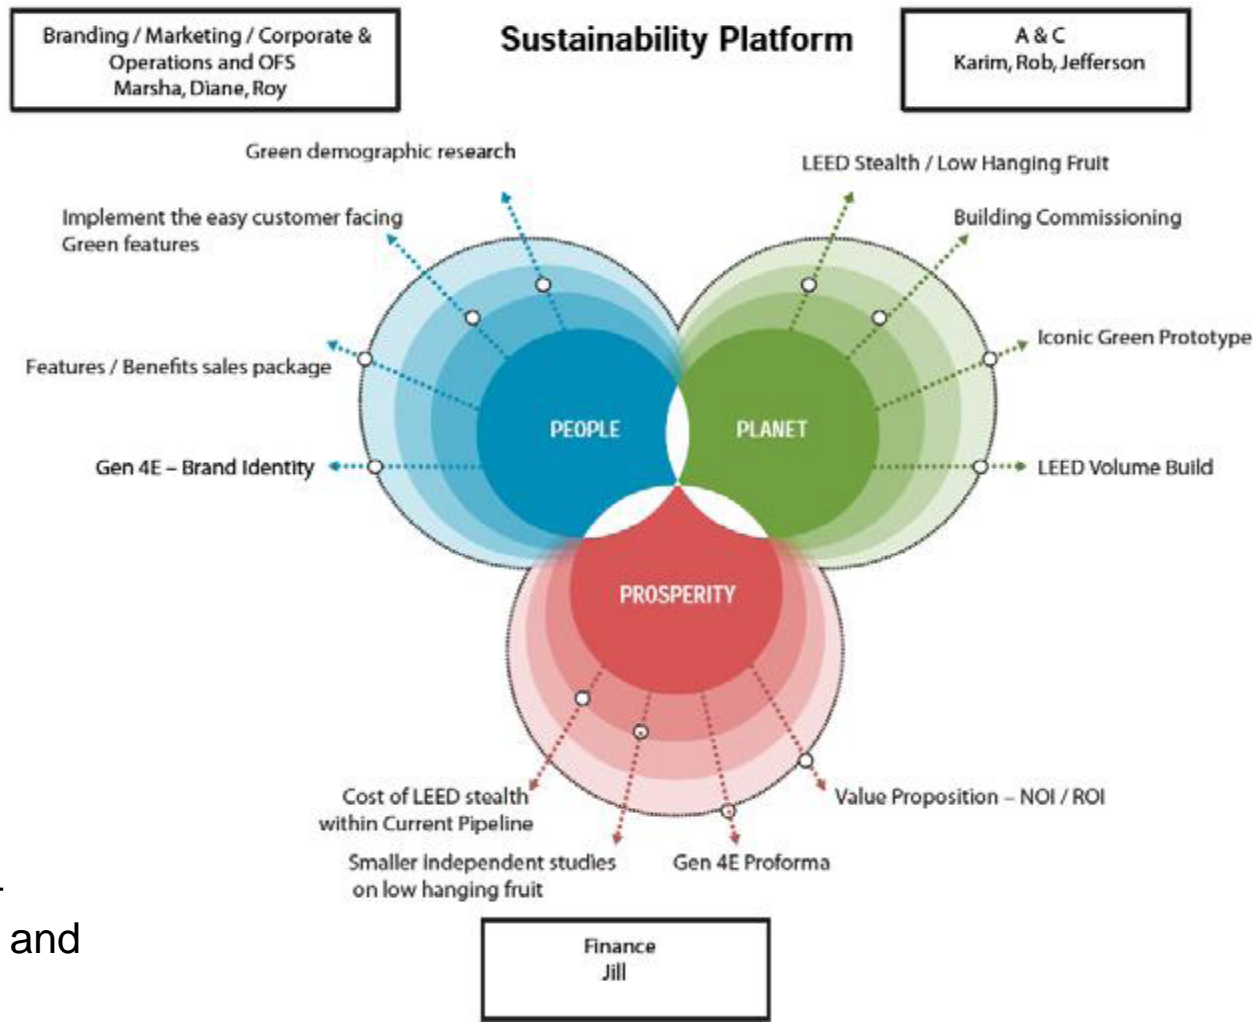 Branding / Marketing / Corporate &
Operations and OFS
Marsha, Diane, Roy
Sustainability Platform
A & C
Karim, Rob, Jefferson
Green demographic research
Implement the easy customer facing
Green features
Features / Benefits sales package
Gen 4E – Brand Identity
LEED Stealth / Low Hanging Fruit
Building Commissioning
Iconic Green Prototype
LEED Volume Build
PEOPLE
PLANET
PROSPERITY
Cost of LEED stealth
within Current Pipeline
Smaller independent studies
on low hanging fruit
Gen 4E Proforma
Value Proposition – NOI / ROI
and
Finance
Jill